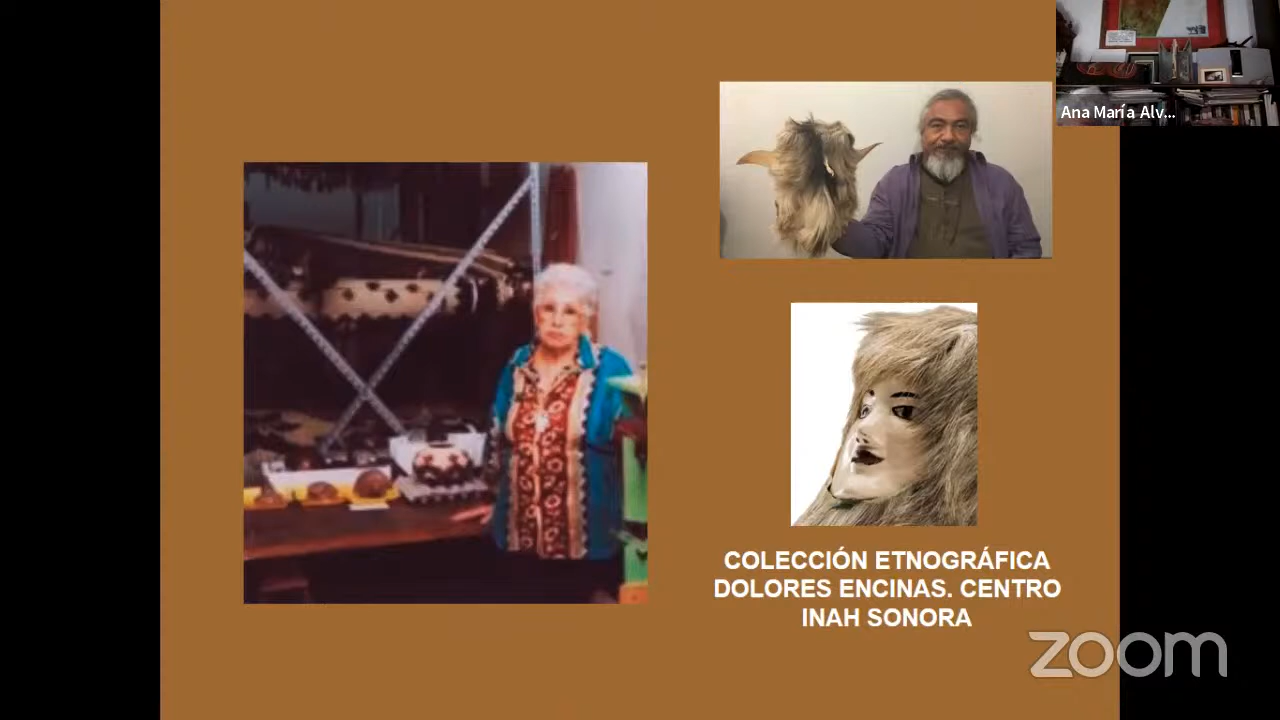 Ana María Alv...
COLECCIÓN ETNOGRÁFICA
DOLORES ENCINAS. CENTRO
INAH SONORA
zoom